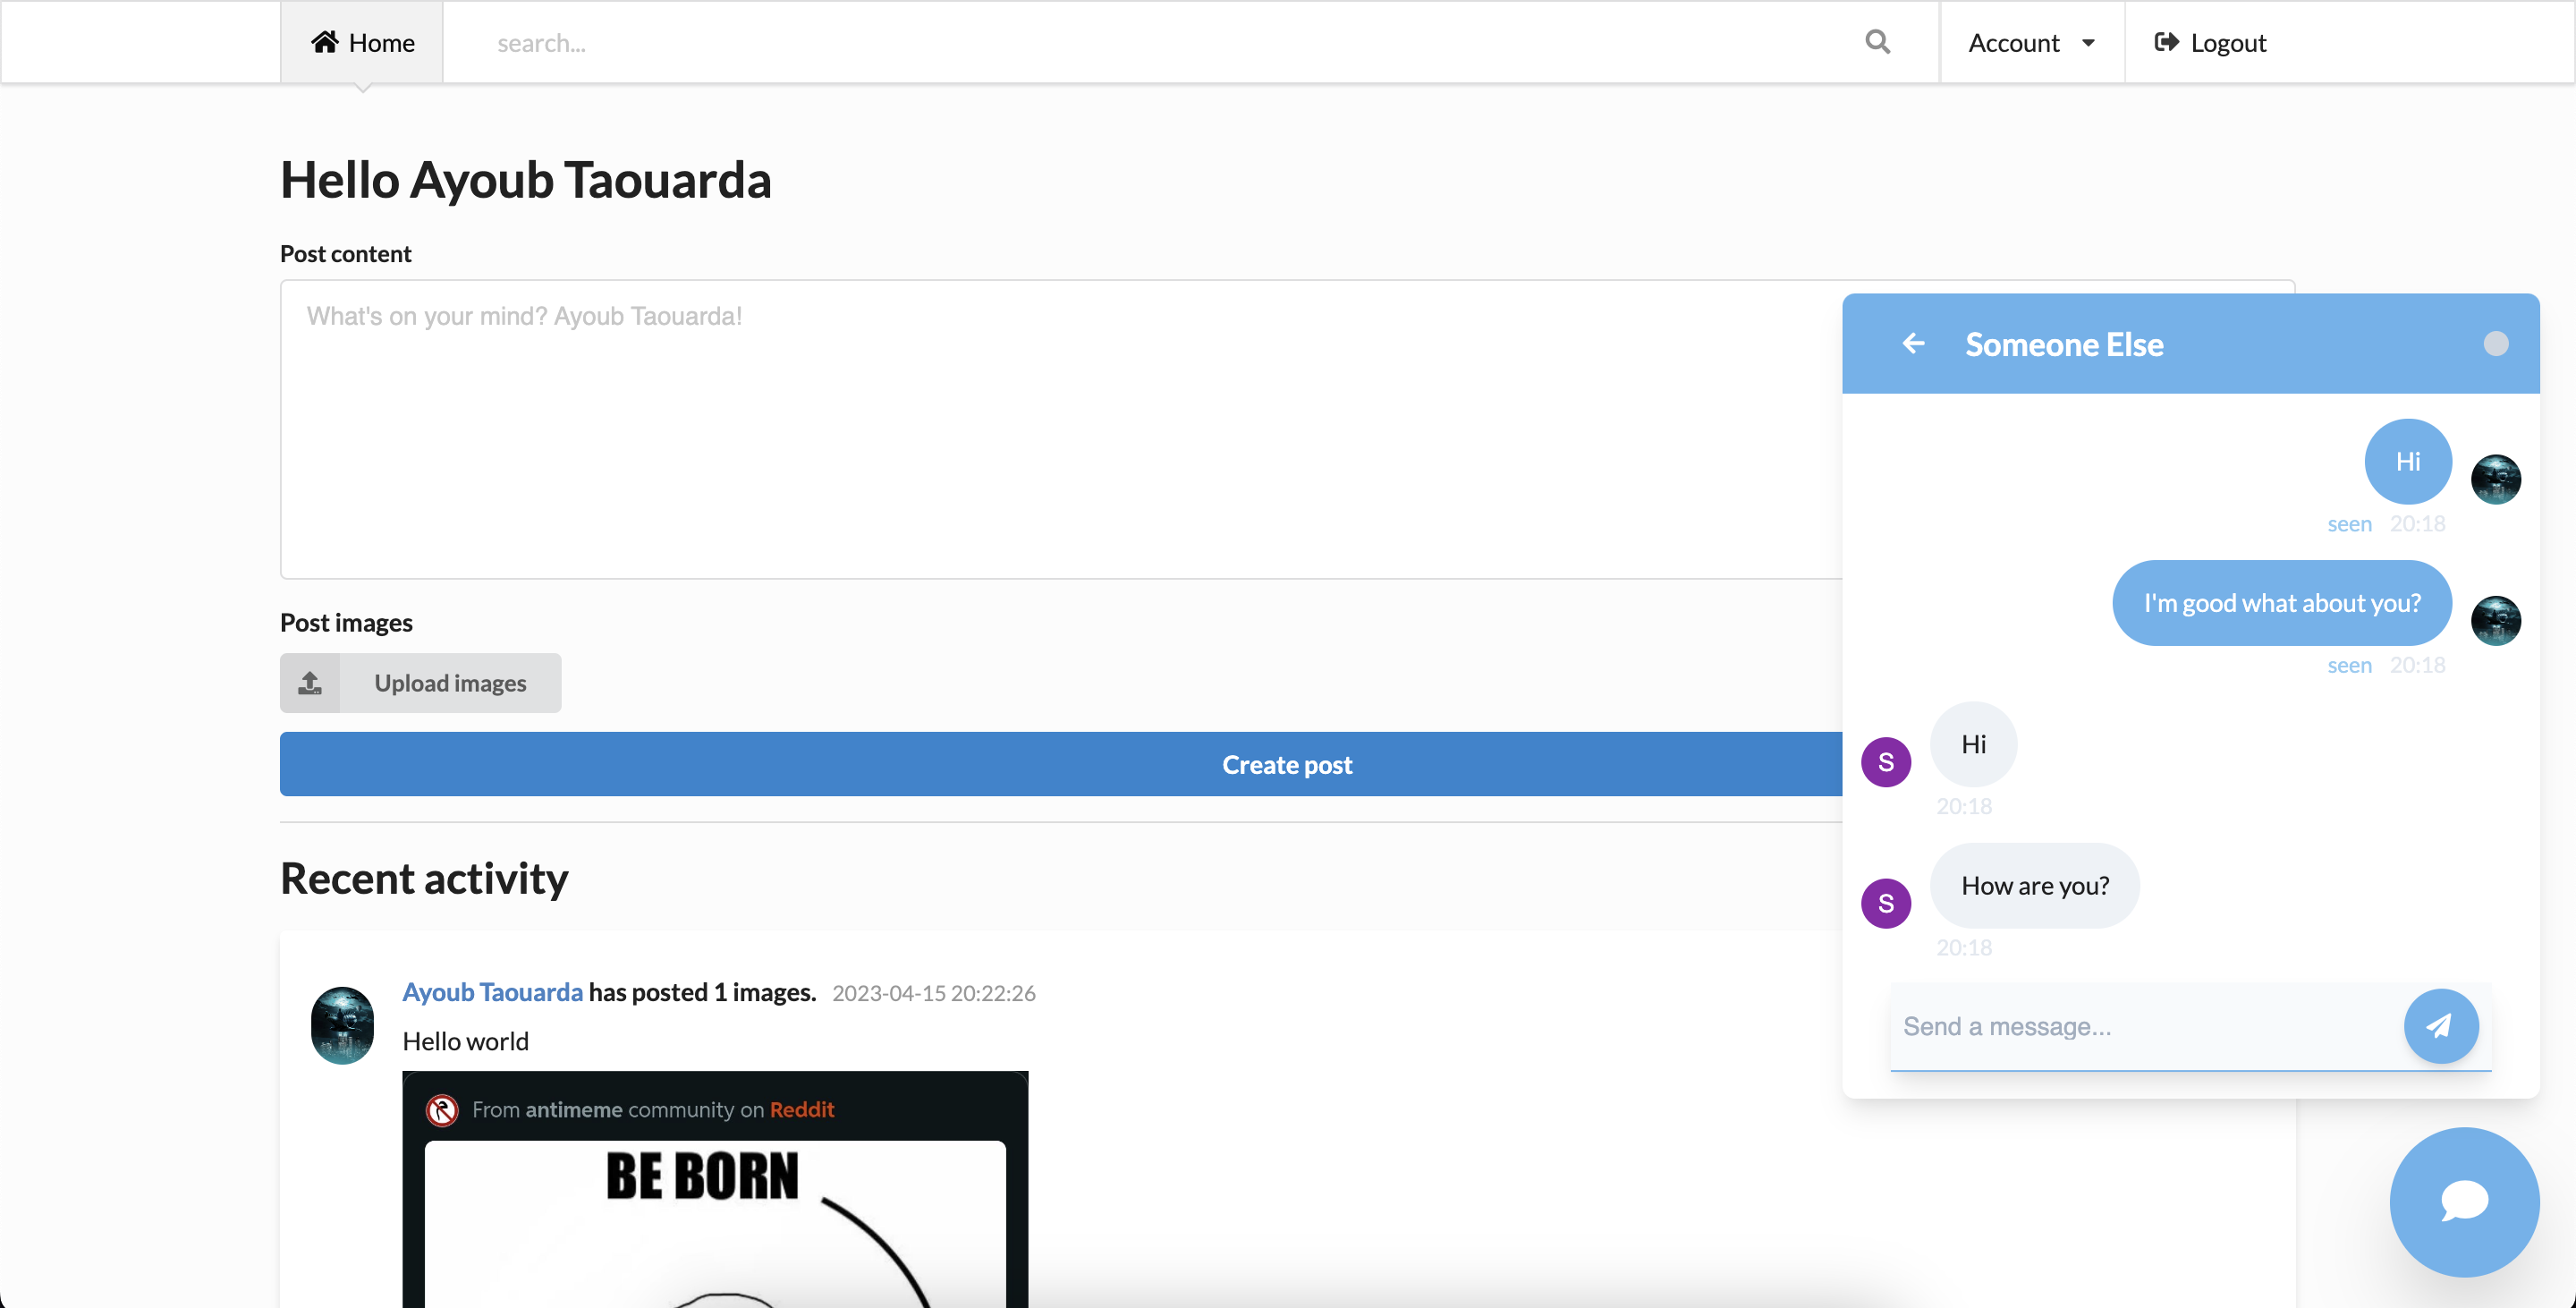 Home
search...
Account
Logout
Hello Ayoub Taouarda
Post content
What's on your mind? Ayoub Taouarda!
Post images
Upload images
Create post
Recent activity
Ayoub Taouarda has posted 1 images. 2023-04-15 20:22:26
Hello world
From antimeme community on Reddit
BE BORN
Someone Else
Hi
seen 20:18
I'm good what about you?
seen 20:18
S
Hi
20:18
S
How are you?
20:18
Send a message...